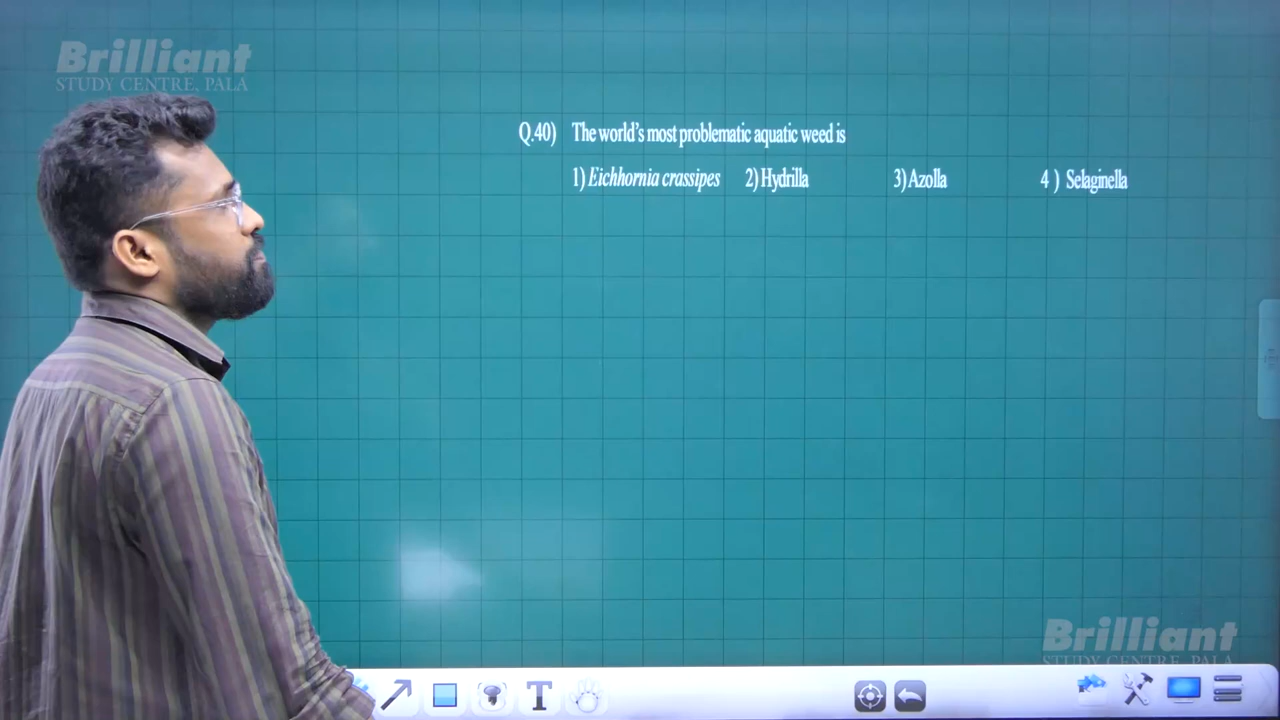 Brilliant
STUDY CENTRE, PALA
Q.40) The world's most problematic aquatic weed is
1) Eichhornia crassipes 2) Hydrilla 3) Azolla 4 ) Selaginella
Brilliant
STUDY CENTRE, PALA
T